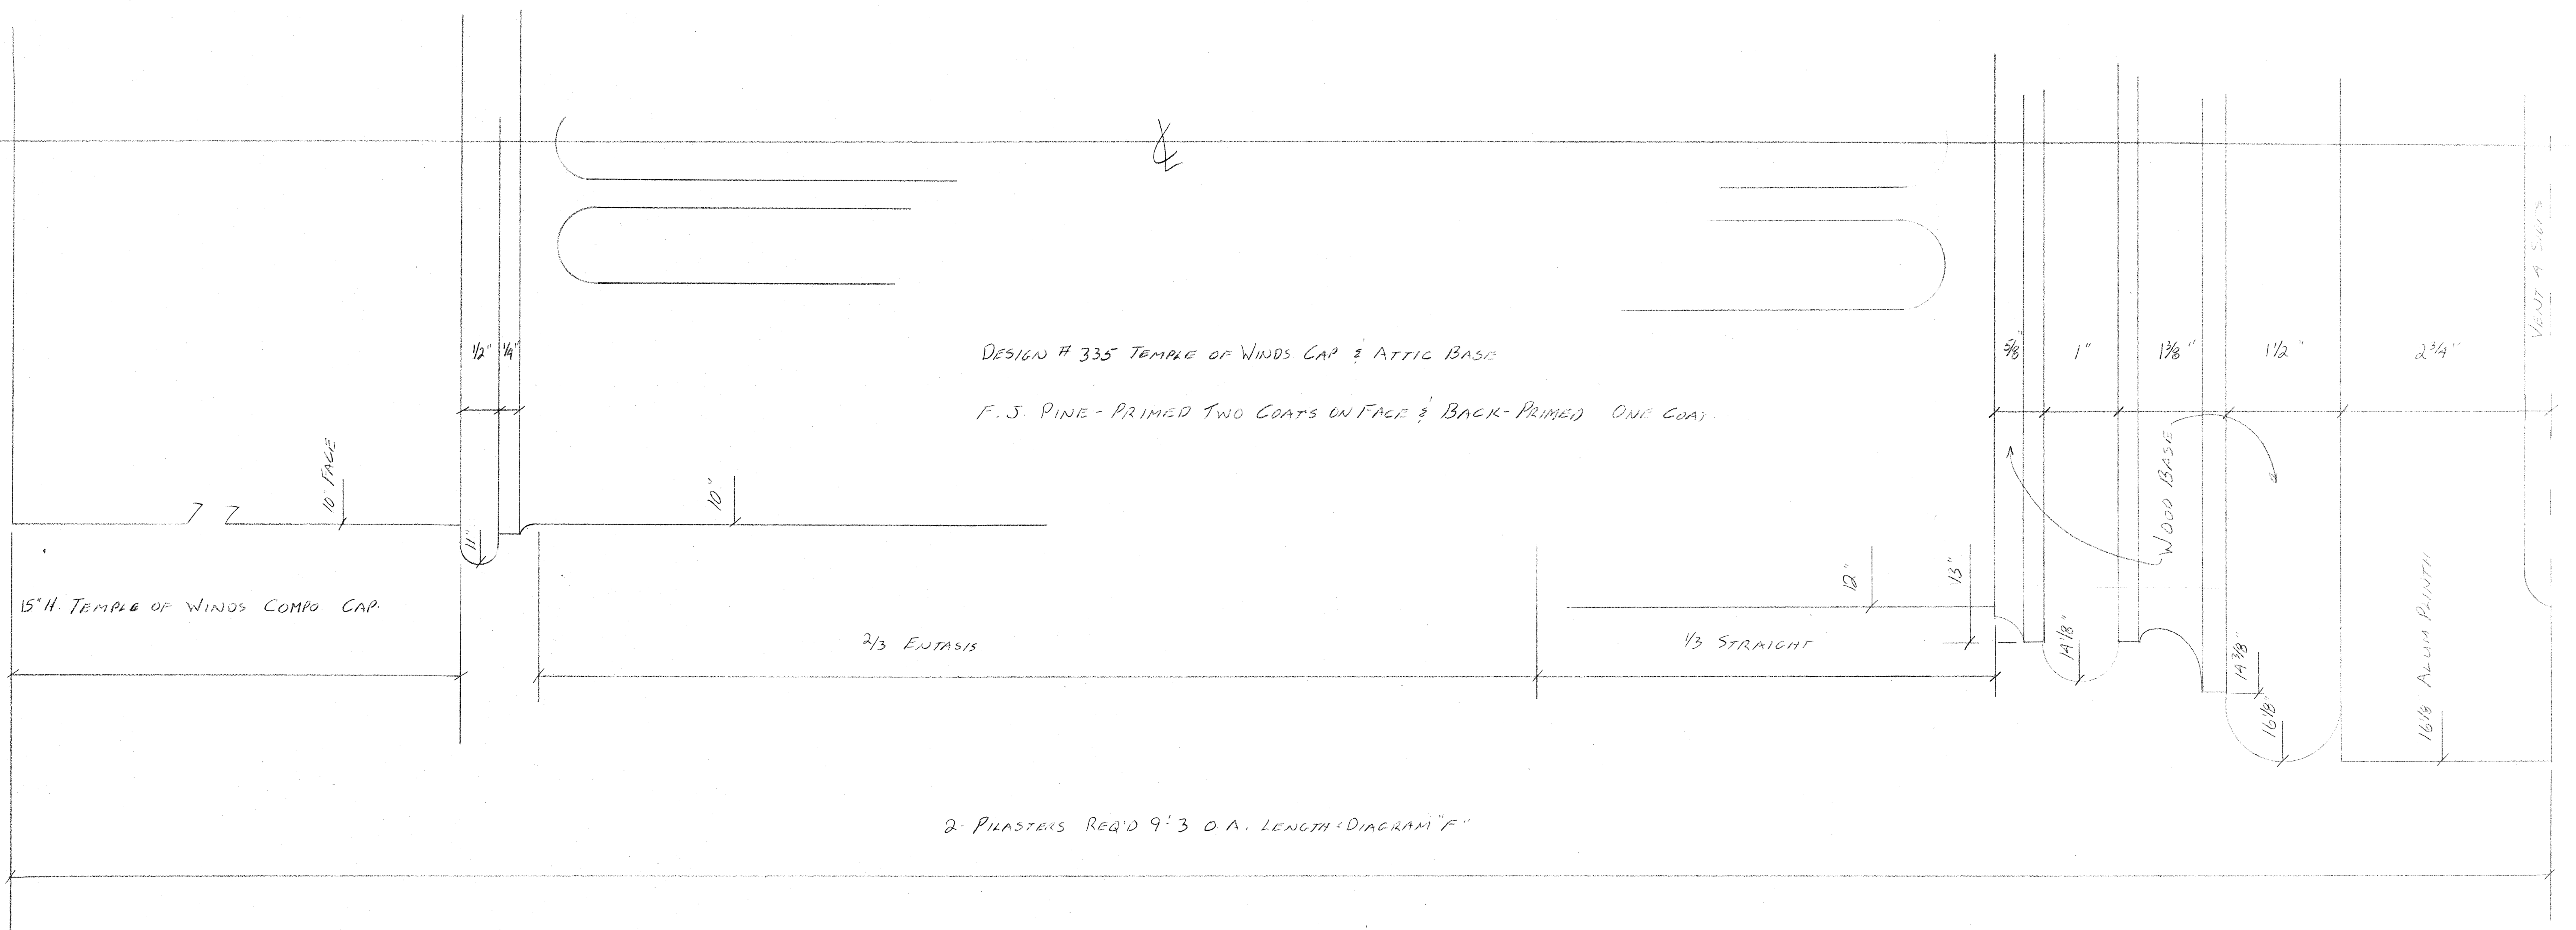 VENT 4 SLOTS
1/2" 1/4"
DESIGN # 335 TEMPLE OF WINDS CAP & ATTIC BASE
5/8" 1" 1 3/8" 1 1/2" 2 3/4"
F. J. PINE - PRIMED TWO COATS ON FACE & BACK-PRIMED ONE COAT
10" FACE
10"
WOOD BASE
11"
12"
13"
15" H. TEMPLE OF WINDS COMPO CAP.
2/3 ENTASIS
1/3 STRAIGHT
14 1/8"
14 3/8"
16 1/8"
16 1/8 ALUM PLINTH
2- PILASTERS REQ'D 9'3 O.A. LENGTH: DIAGRAM "F"